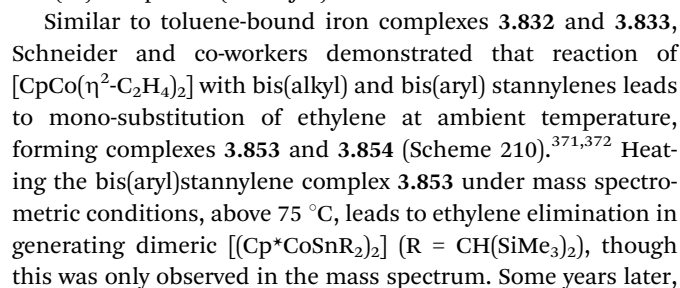 Similar to toluene-bound iron complexes 3.832 and 3.833,
Schneider and co-workers demonstrated that reaction of
[CpCo(η²-C₂H₄)₂] with bis(alkyl) and bis(aryl) stannylenes leads
to mono-substitution of ethylene at ambient temperature,
forming complexes 3.853 and 3.854 (Scheme 210).³⁷¹,³⁷² Heat-
ing the bis(aryl)stannylene complex 3.853 under mass spectro-
metric conditions, above 75 °C, leads to ethylene elimination in
generating dimeric [(Cp*CoSnR₂)₂] (R = CH(SiMe₃)₂), though
this was only observed in the mass spectrum. Some years later,